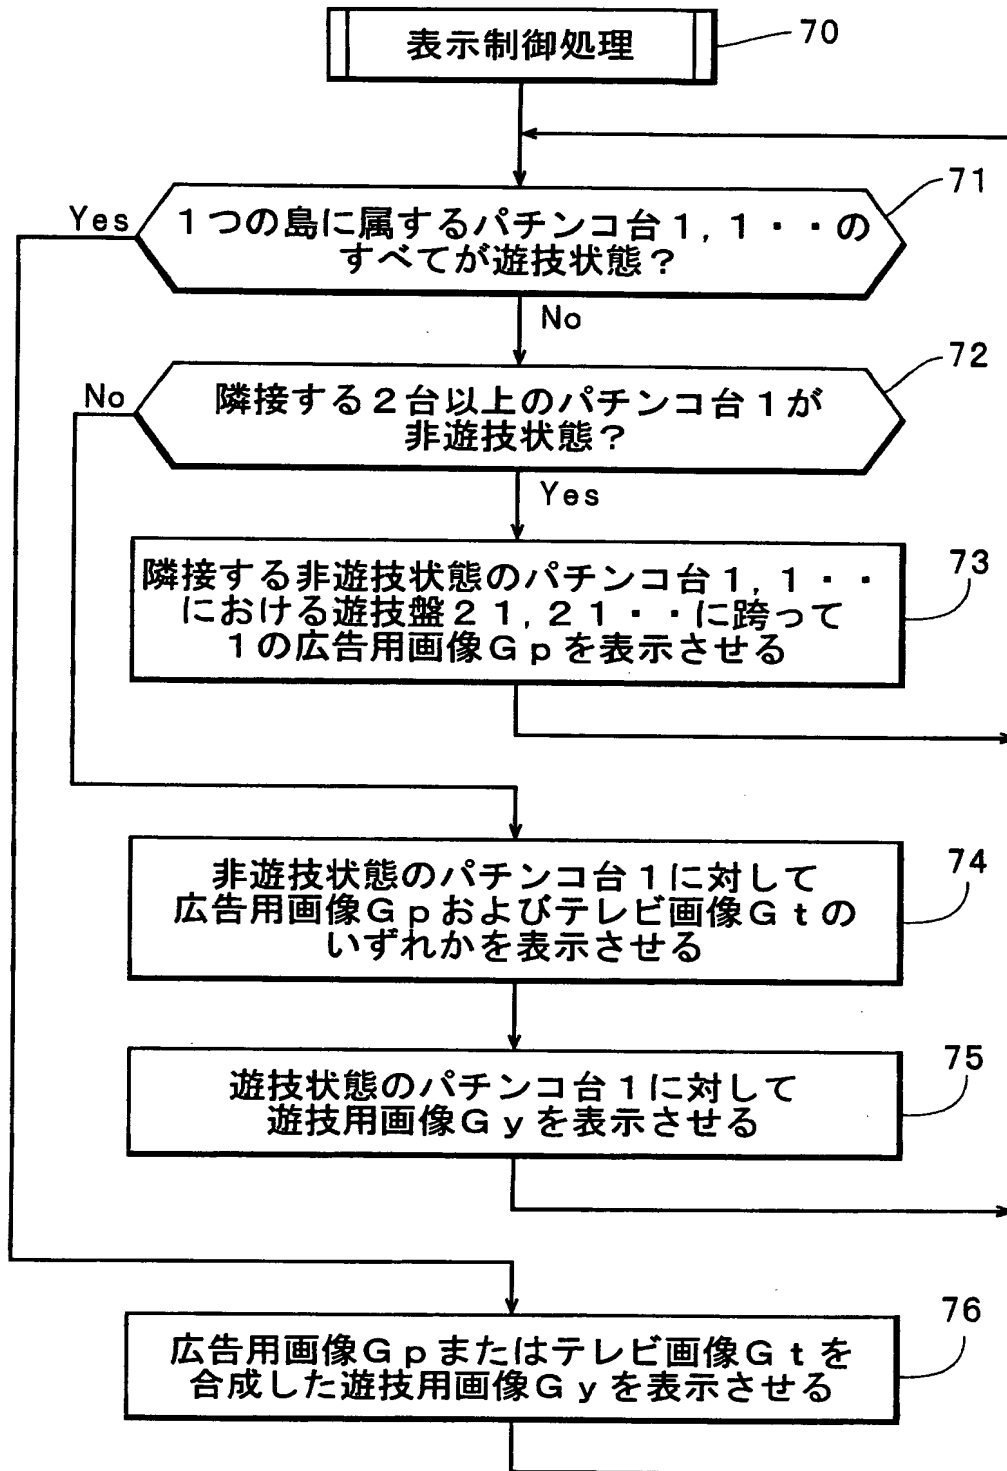 表示制御処理
70
71
Yes
1つの島に属するパチンコ台1,1・・の
すべてが遊技状態?
No
72
No
隣接する2台以上のパチンコ台1が
非遊技状態?
Yes
73
隣接する非遊技状態のパチンコ台1,1・・
における遊技盤21,21・・に跨って
1の広告用画像Gpを表示させる
74
非遊技状態のパチンコ台1に対して
広告用画像Gpおよびテレビ画像Gtの
いずれかを表示させる
75
遊技状態のパチンコ台1に対して
遊技用画像Gyを表示させる
76
広告用画像Gpまたはテレビ画像Gtを
合成した遊技用画像Gyを表示させる